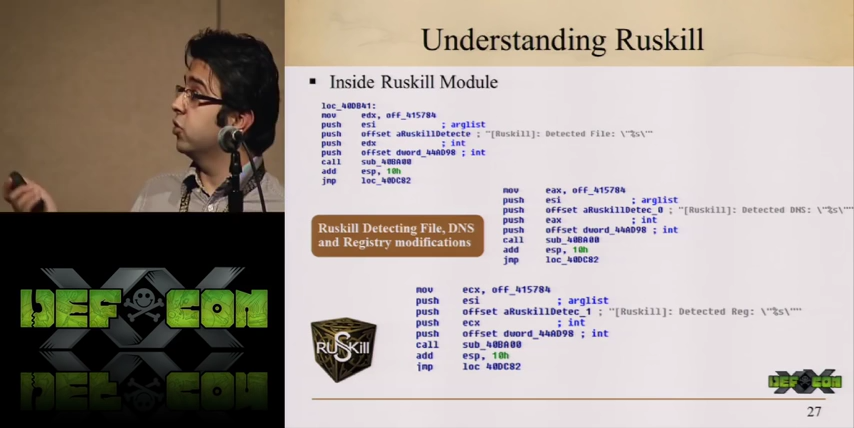 Understanding Ruskill
▪ Inside Ruskill Module
loc_40DB41:
mov edx, off_415784
push esi ; arglist
push offset aRuskillDetecte ; "[Ruskill]: Detected File: \"%s\""
push edx ; int
push offset dword_44AD98 ; int
call sub_40BA00
add esp, 10h
jmp loc_40DC82
mov eax, off_415784
push esi ; arglist
push offset aRuskillDetec_0 ; "[Ruskill]: Detected DNS: \"%s\""
push eax ; int
push offset dword_44AD98 ; int
call sub_40BA00
add esp, 10h
jmp loc_40DC82
Ruskill Detecting File, DNS
and Registry modifications
mov ecx, off_415784
push esi ; arglist
push offset aRuskillDetec_1 ; "[Ruskill]: Detected Reg: \"%s\""
push ecx ; int
push offset dword_44AD98 ; int
call sub_40BA00
add esp, 10h
jmp loc_40DC82
RUSKill
DEFCON
XX
DEFCON
27